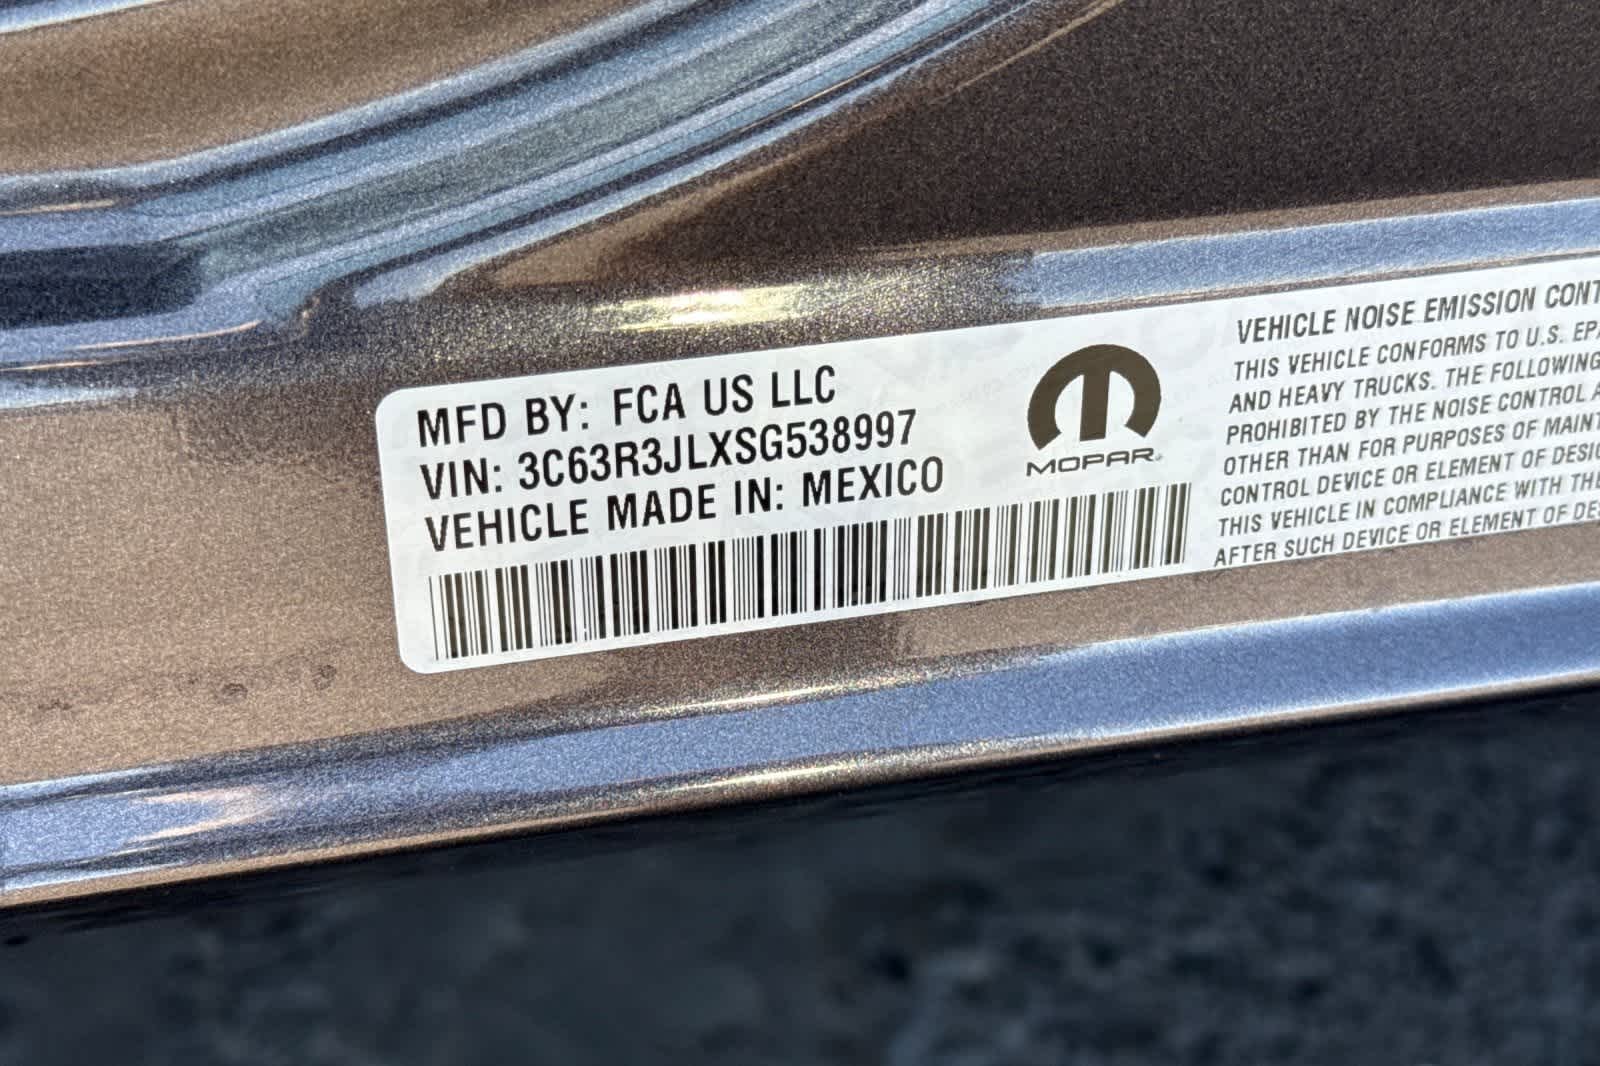 MFD BY: FCA US LLC
VIN: 3C63R3JLXSG538997
VEHICLE MADE IN: MEXICO
MOPAR
VEHICLE NOISE EMISSION CONT
THIS VEHICLE CONFORMS TO U.S. EPA
AND HEAVY TRUCKS. THE FOLLOWING
PROHIBITED BY THE NOISE CONTROL A
OTHER THAN FOR PURPOSES OF MAINT
CONTROL DEVICE OR ELEMENT OF DESIG
THIS VEHICLE IN COMPLIANCE WITH THE
AFTER SUCH DEVICE OR ELEMENT OF DES